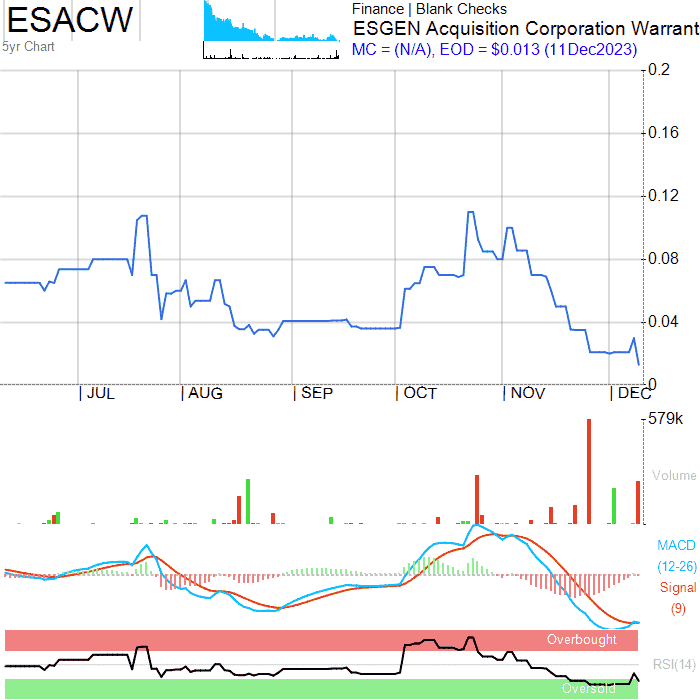 ESACW
5yr Chart
Finance | Blank Checks
ESGEN Acquisition Corporation Warrant
MC = (N/A), EOD = $0.013 (11Dec2023)
0.2
0.16
0.12
0.08
0.04
0
| JUL | AUG | SEP | OCT | NOV | DEC
579k
Volume
MACD
(12-26)
Signal
(9)
Overbought
RSI(14)
Oversold